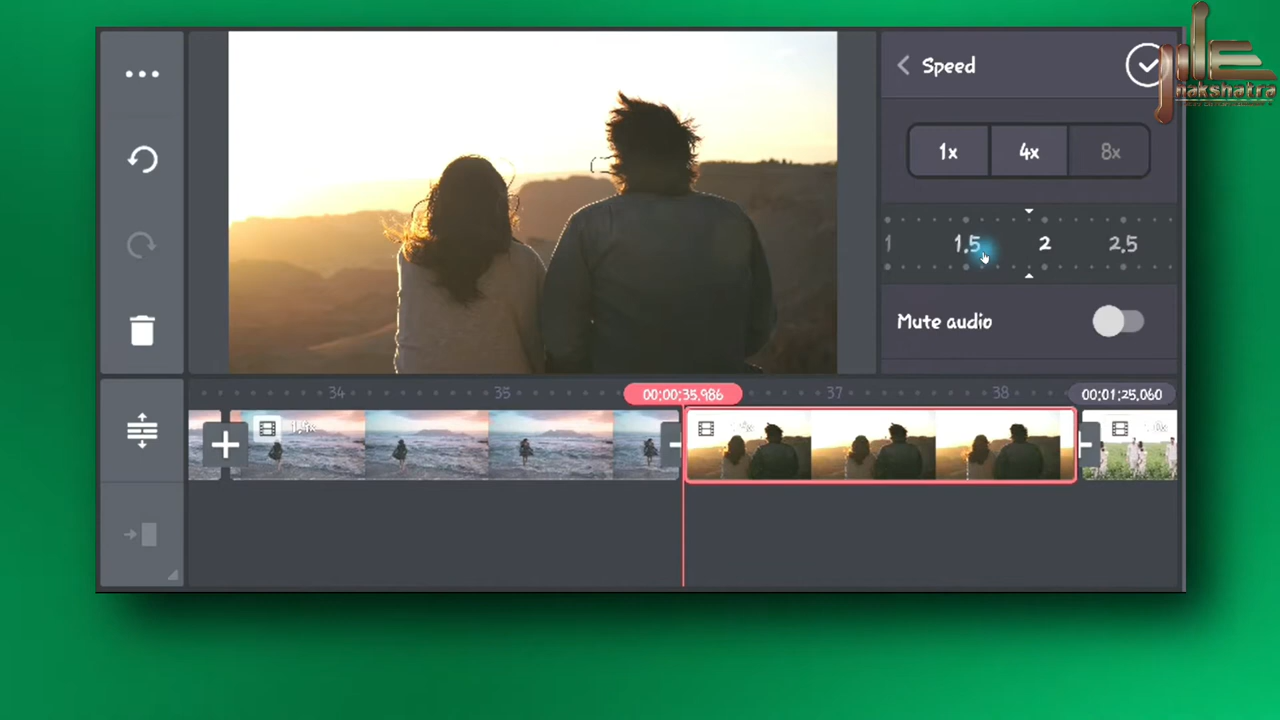 nakshatra
Speed
1x 4x 8x
1 1.5 2 2.5
Mute audio
34 35 00:00:35,986 37 38 00:01:25,060